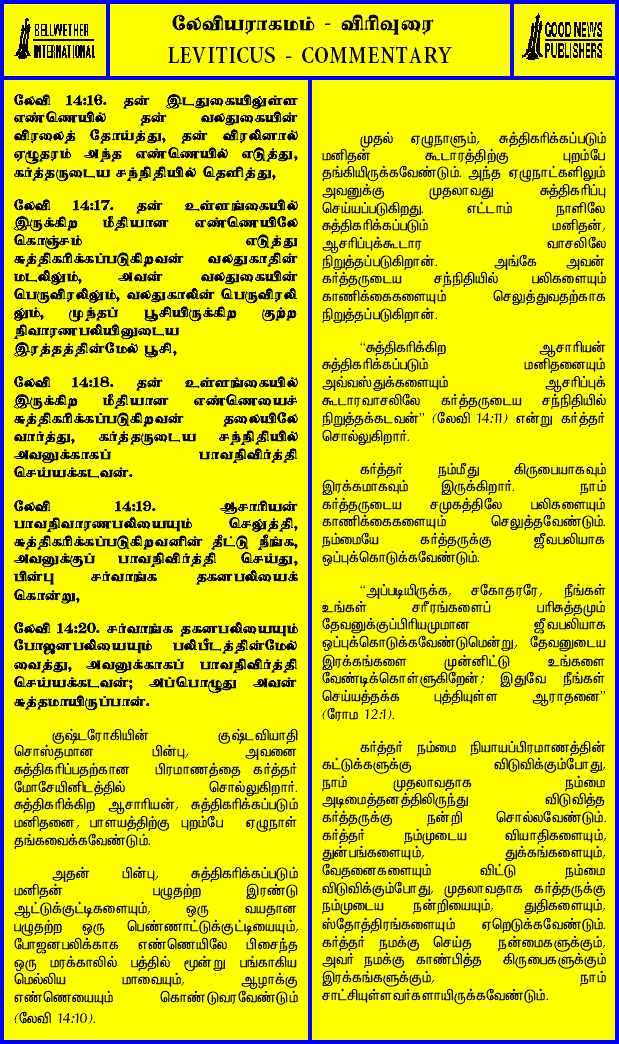 BELLWETHER
INTERNATIONAL
லேவியராகமம் - விரிவுரை
LEVITICUS - COMMENTARY
GOOD NEWS
PUBLISHERS
லேவி 14:16. தன் இடதுகையிலுள்ள
எண்ணெயில் தன் வலதுகையின்
விரலைத் தோய்த்து, தன் விரலினால்
ஏழுதரம் அந்த எண்ணெயில் எடுத்து,
கர்த்தருடைய சந்நிதியில் தெளித்து,
லேவி 14:17. தன் உள்ளங்கையில்
இருக்கிற மீதியான எண்ணெயிலே
கொஞ்சம் எடுத்து
சுத்திகரிக்கப்படுகிறவன் வலதுகாதின்
மடலிலும், அவன் வலதுகையின்
பெருவிரலிலும், வலதுகாலின் பெருவிரலி
லும், முந்தப் பூசியிருக்கிற குற்ற
நிவாரணபலியினுடைய
இரத்தத்தின்மேல் பூசி,
லேவி 14:18. தன் உள்ளங்கையில்
இருக்கிற மீதியான எண்ணெயைச்
சுத்திகரிக்கப்படுகிறவன் தலையிலே
வார்த்து, கர்த்தருடைய சந்நிதியில்
அவனுக்காகப் பாவநிவிர்த்தி
செய்யக்கடவன்.
லேவி 14:19. ஆசாரியன்
பாவநிவாரணபலியையும் செலுத்தி,
சுத்திகரிக்கப்படுகிறவனின் தீட்டு நீங்க,
அவனுக்குப் பாவநிவிர்த்தி செய்து,
பின்பு சர்வாங்க தகனபலியைக்
கொன்று,
லேவி 14:20. சர்வாங்க தகனபலியையும்
போஜனபலியையும் பலிபீடத்தின்மேல்
வைத்து, அவனுக்காகப் பாவநிவிர்த்தி
செய்யக்கடவன்; அப்பொழுது அவன்
சுத்தமாயிருப்பான்.
குஷ்டரோகியின் குஷ்டவியாதி
சொஸ்தமான பின்பு, அவனை
சுத்திகரிப்பதற்கான பிரமாணத்தை கர்த்தர்
மோசேயினிடத்தில் சொல்லுகிறார்.
சுத்திகரிக்கிற ஆசாரியன், சுத்திகரிக்கப்படும்
மனிதனை, பாளயத்திற்கு புறம்பே ஏழுநாள்
தங்கவைக்கவேண்டும்.
அதன் பின்பு, சுத்திகரிக்கப்படும்
மனிதன் பழுதற்ற இரண்டு
ஆட்டுக்குட்டிகளையும், ஒரு வயதான
பழுதற்ற ஒரு பெண்ணாட்டுக்குட்டியையும்,
போஜனபலிக்காக எண்ணெயிலே பிசைந்த
ஒரு மரக்காலில் பத்தில் மூன்று பங்காகிய
மெல்லிய மாவையும், ஆழாக்கு
எண்ணெயையும் கொண்டுவரவேண்டும்
(லேவி 14:10).
முதல் ஏழுநாளும், சுத்திகரிக்கப்படும்
மனிதன் கூடாரத்திற்கு புறம்பே
தங்கியிருக்கவேண்டும். அந்த ஏழுநாட்களிலும்
அவனுக்கு முதலாவது சுத்திகரிப்பு
செய்யப்படுகிறது. எட்டாம் நாளிலே
சுத்திகரிக்கப்படும் மனிதன்,
ஆசரிப்புக்கூடார வாசலிலே
நிறுத்தப்படுகிறான். அங்கே அவன்
கர்த்தருடைய சந்நிதியில் பலிகளையும்
காணிக்கைகளையும் செலுத்துவதற்காக
நிறுத்தப்படுகிறான்.
“சுத்திகரிக்கிற ஆசாரியன்
சுத்திகரிக்கப்படும் மனிதனையும்
அவ்வஸ்துக்களையும் ஆசரிப்புக்
கூடாரவாசலிலே கர்த்தருடைய சந்நிதியில்
நிறுத்தக்கடவன்” (லேவி 14:11) என்று கர்த்தர்
சொல்லுகிறார்.
கர்த்தர் நம்மீது கிருபையாகவும்
இரக்கமாகவும் இருக்கிறார். நாம்
கர்த்தருடைய சமுகத்திலே பலிகளையும்
காணிக்கைகளையும் செலுத்தவேண்டும்.
நம்மையே கர்த்தருக்கு ஜீவபலியாக
ஒப்புக்கொடுக்கவேண்டும்.
“அப்படியிருக்க, சகோதரரே, நீங்கள்
உங்கள் சரீரங்களைப் பரிசுத்தமும்
தேவனுக்குப்பிரியமுமான ஜீவபலியாக
ஒப்புக்கொடுக்கவேண்டுமென்று, தேவனுடைய
இரக்கங்களை முன்னிட்டு உங்களை
வேண்டிக்கொள்ளுகிறேன்; இதுவே நீங்கள்
செய்யத்தக்க புத்தியுள்ள ஆராதனை”
(ரோம 12:1).
கர்த்தர் நம்மை நியாயப்பிரமாணத்தின்
கட்டுக்களுக்கு விடுவிக்கும்போது,
நாம் முதலாவதாக நம்மை
அடிமைத்தனத்திலிருந்து விடுவித்த
கர்த்தருக்கு நன்றி சொல்லவேண்டும்.
கர்த்தர் நம்முடைய வியாதிகளையும்,
துன்பங்களையும், துக்கங்களையும்,
வேதனைகளையும் விட்டு நம்மை
விடுவிக்கும்போது, முதலாவதாக கர்த்தருக்கு
நம்முடைய நன்றியையும், துதிகளையும்,
ஸ்தோத்திரங்களையும் ஏறெடுக்கவேண்டும்.
கர்த்தர் நமக்கு செய்த நன்மைகளுக்கும்,
அவர் நமக்கு காண்பித்த கிருபைகளுக்கும்
இரக்கங்களுக்கும், நாம்
சாட்சியுள்ளவர்களாயிருக்கவேண்டும்.